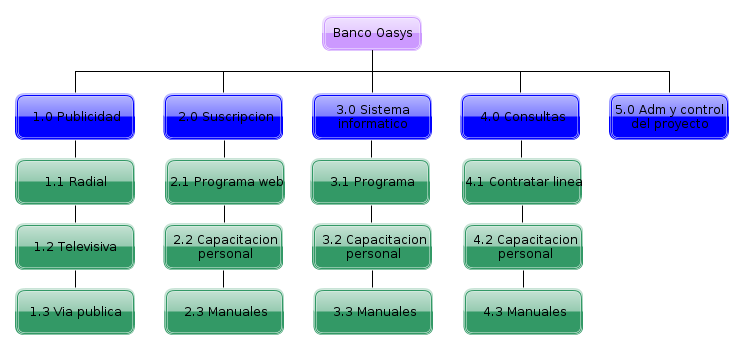 Banco Oasys
1.0 Publicidad
2.0 Suscripcion
3.0 Sistema
informatico
4.0 Consultas
5.0 Adm y control
del proyecto
1.1 Radial
2.1 Programa web
3.1 Programa
4.1 Contratar linea
1.2 Televisiva
2.2 Capacitacion
personal
3.2 Capacitacion
personal
4.2 Capacitacion
personal
1.3 Via publica
2.3 Manuales
3.3 Manuales
4.3 Manuales